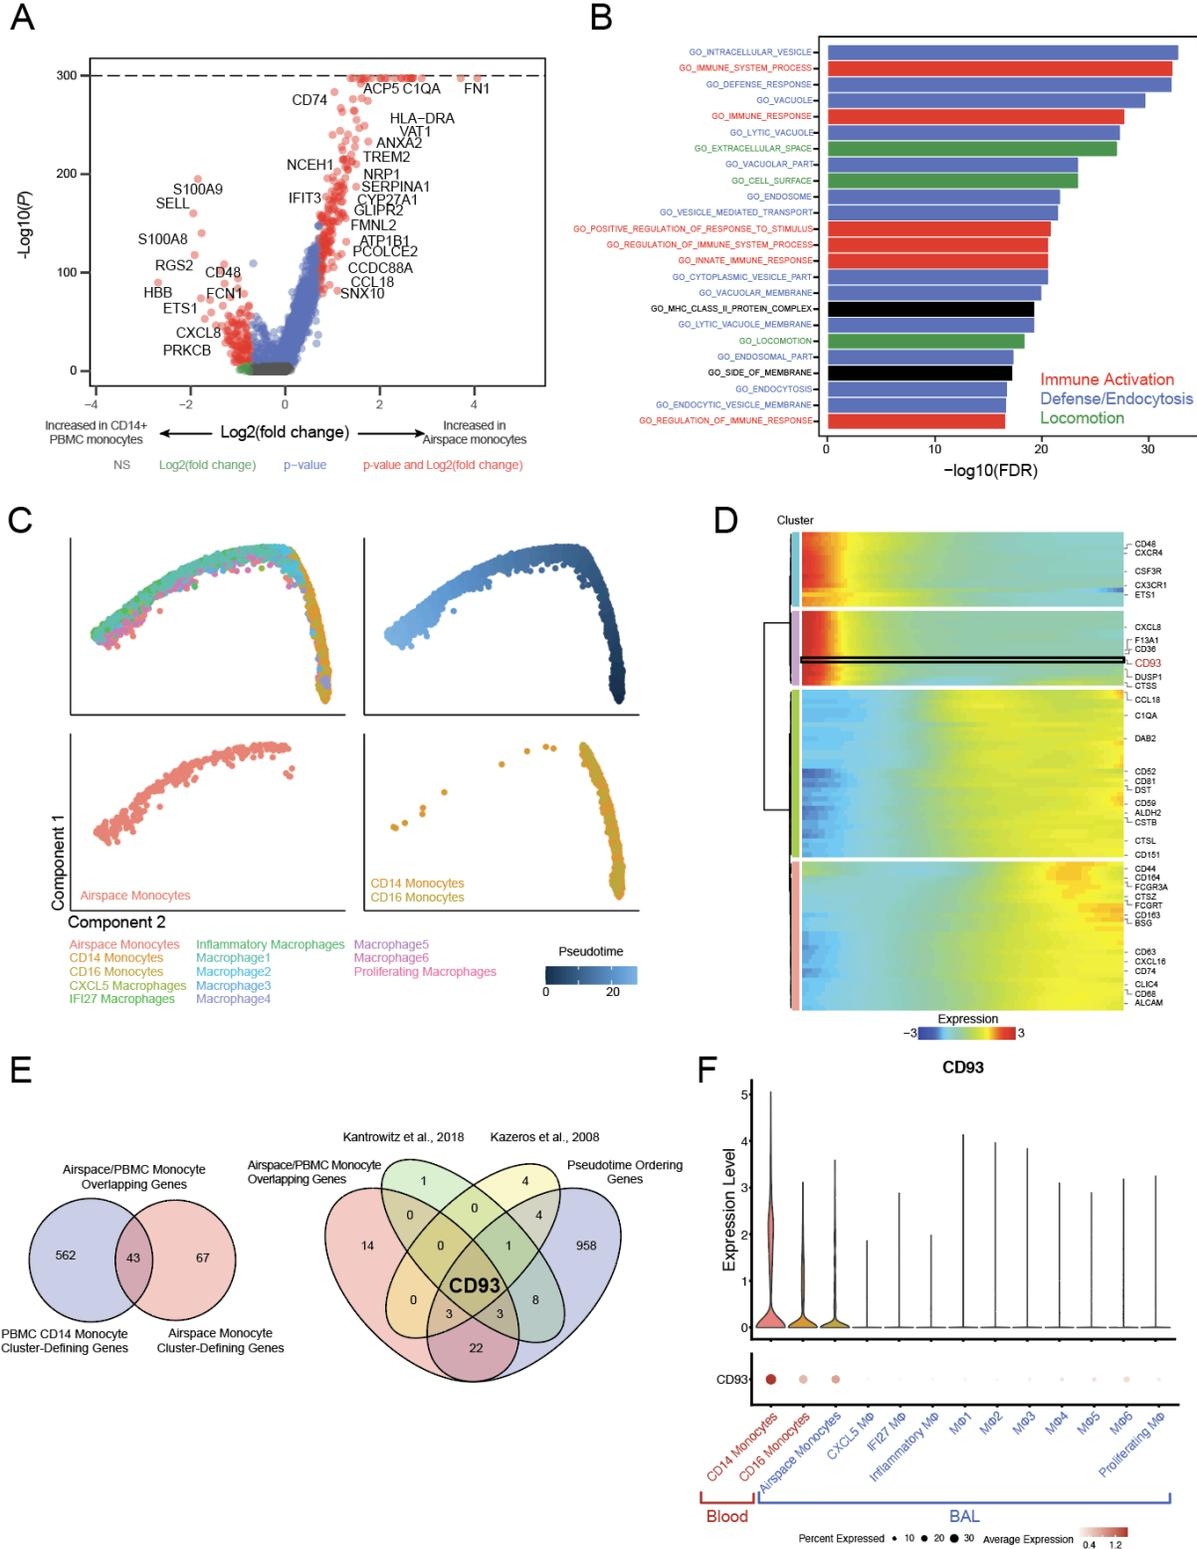 A
300
200
100
0
-Log10(P)
ACP5 C1QA
FN1
CD74
HLA−DRA
VAT1
ANXA2
TREM2
NCEH1
NRP1
SERPINA1
IFIT3
CYP27A1
GLIPR2
FMNL2
ATP1B1
PCOLCE2
CCDC88A
CCL18
SNX10
S100A9
SELL
S100A8
RGS2
CD48
HBB
FCN1
ETS1
CXCL8
PRKCB
−4
−2
0
2
4
Increased in CD14+
PBMC monocytes
Log2(fold change)
Increased in
Airspace monocytes
NS
Log2(fold change)
p−value
p-value and Log2(fold change)
B
GO_INTRACELLULAR_VESICLE
GO_IMMUNE_SYSTEM_PROCESS
GO_DEFENSE_RESPONSE
GO_VACUOLE
GO_IMMUNE_RESPONSE
GO_LYTIC_VACUOLE
GO_EXTRACELLULAR_SPACE
GO_VACUOLAR_PART
GO_CELL_SURFACE
GO_ENDOSOME
GO_VESICLE_MEDIATED_TRANSPORT
GO_POSITIVE_REGULATION_OF_RESPONSE_TO_STIMULUS
GO_REGULATION_OF_IMMUNE_SYSTEM_PROCESS
GO_INNATE_IMMUNE_RESPONSE
GO_CYTOPLASMIC_VESICLE_PART
GO_VACUOLAR_MEMBRANE
GO_MHC_CLASS_II_PROTEIN_COMPLEX
GO_LYTIC_VACUOLE_MEMBRANE
GO_LOCOMOTION
GO_ENDOSOMAL_PART
GO_SIDE_OF_MEMBRANE
GO_ENDOCYTOSIS
GO_ENDOCYTIC_VESICLE_MEMBRANE
GO_REGULATION_OF_IMMUNE_RESPONSE
Immune Activation
Defense/Endocytosis
Locomotion
0
10
20
30
−log10(FDR)
C
Component 1
Airspace Monocytes
CD14 Monocytes
CD16 Monocytes
Component 2
Airspace Monocytes
CD14 Monocytes
CD16 Monocytes
CXCL5 Macrophages
IFI27 Macrophages
Inflammatory Macrophages
Macrophage1
Macrophage2
Macrophage3
Macrophage4
Macrophage5
Macrophage6
Proliferating Macrophages
Pseudotime
0
20
D
Cluster
CD48
CXCR4
CSF3R
CX3CR1
ETS1
CXCL8
F13A1
CD36
CD93
DUSP1
CTSS
CCL18
C1QA
DAB2
CD52
CD81
DST
CD59
ALDH2
CSTB
CTSL
CD151
CD44
CD164
FCGR3A
CTSZ
FCGRT
CD163
BSG
CD63
CXCL16
CD74
CLIC4
CD68
ALCAM
Expression
−3
3
E
Airspace/PBMC Monocyte
Overlapping Genes
562
43
67
PBMC CD14 Monocyte
Cluster-Defining Genes
Airspace Monocyte
Cluster-Defining Genes
Kantrowitz et al., 2018
Kazeros et al., 2008
Airspace/PBMC Monocyte
Overlapping Genes
Pseudotime Ordering
Genes
1
4
0
0
4
14
0
1
958
CD93
0
3
3
8
22
F
CD93
Expression Level
5
4
3
2
1
0
CD93
CD14 Monocytes
CD16 Monocytes
Airspace Monocytes
CXCL5 MΦ
IFI27 MΦ
Inflammatory MΦ
MΦ1
MΦ2
MΦ3
MΦ4
MΦ5
MΦ6
Proliferating MΦ
Blood
BAL
Percent Expressed
10
20
30
Average Expression
0.4
1.2